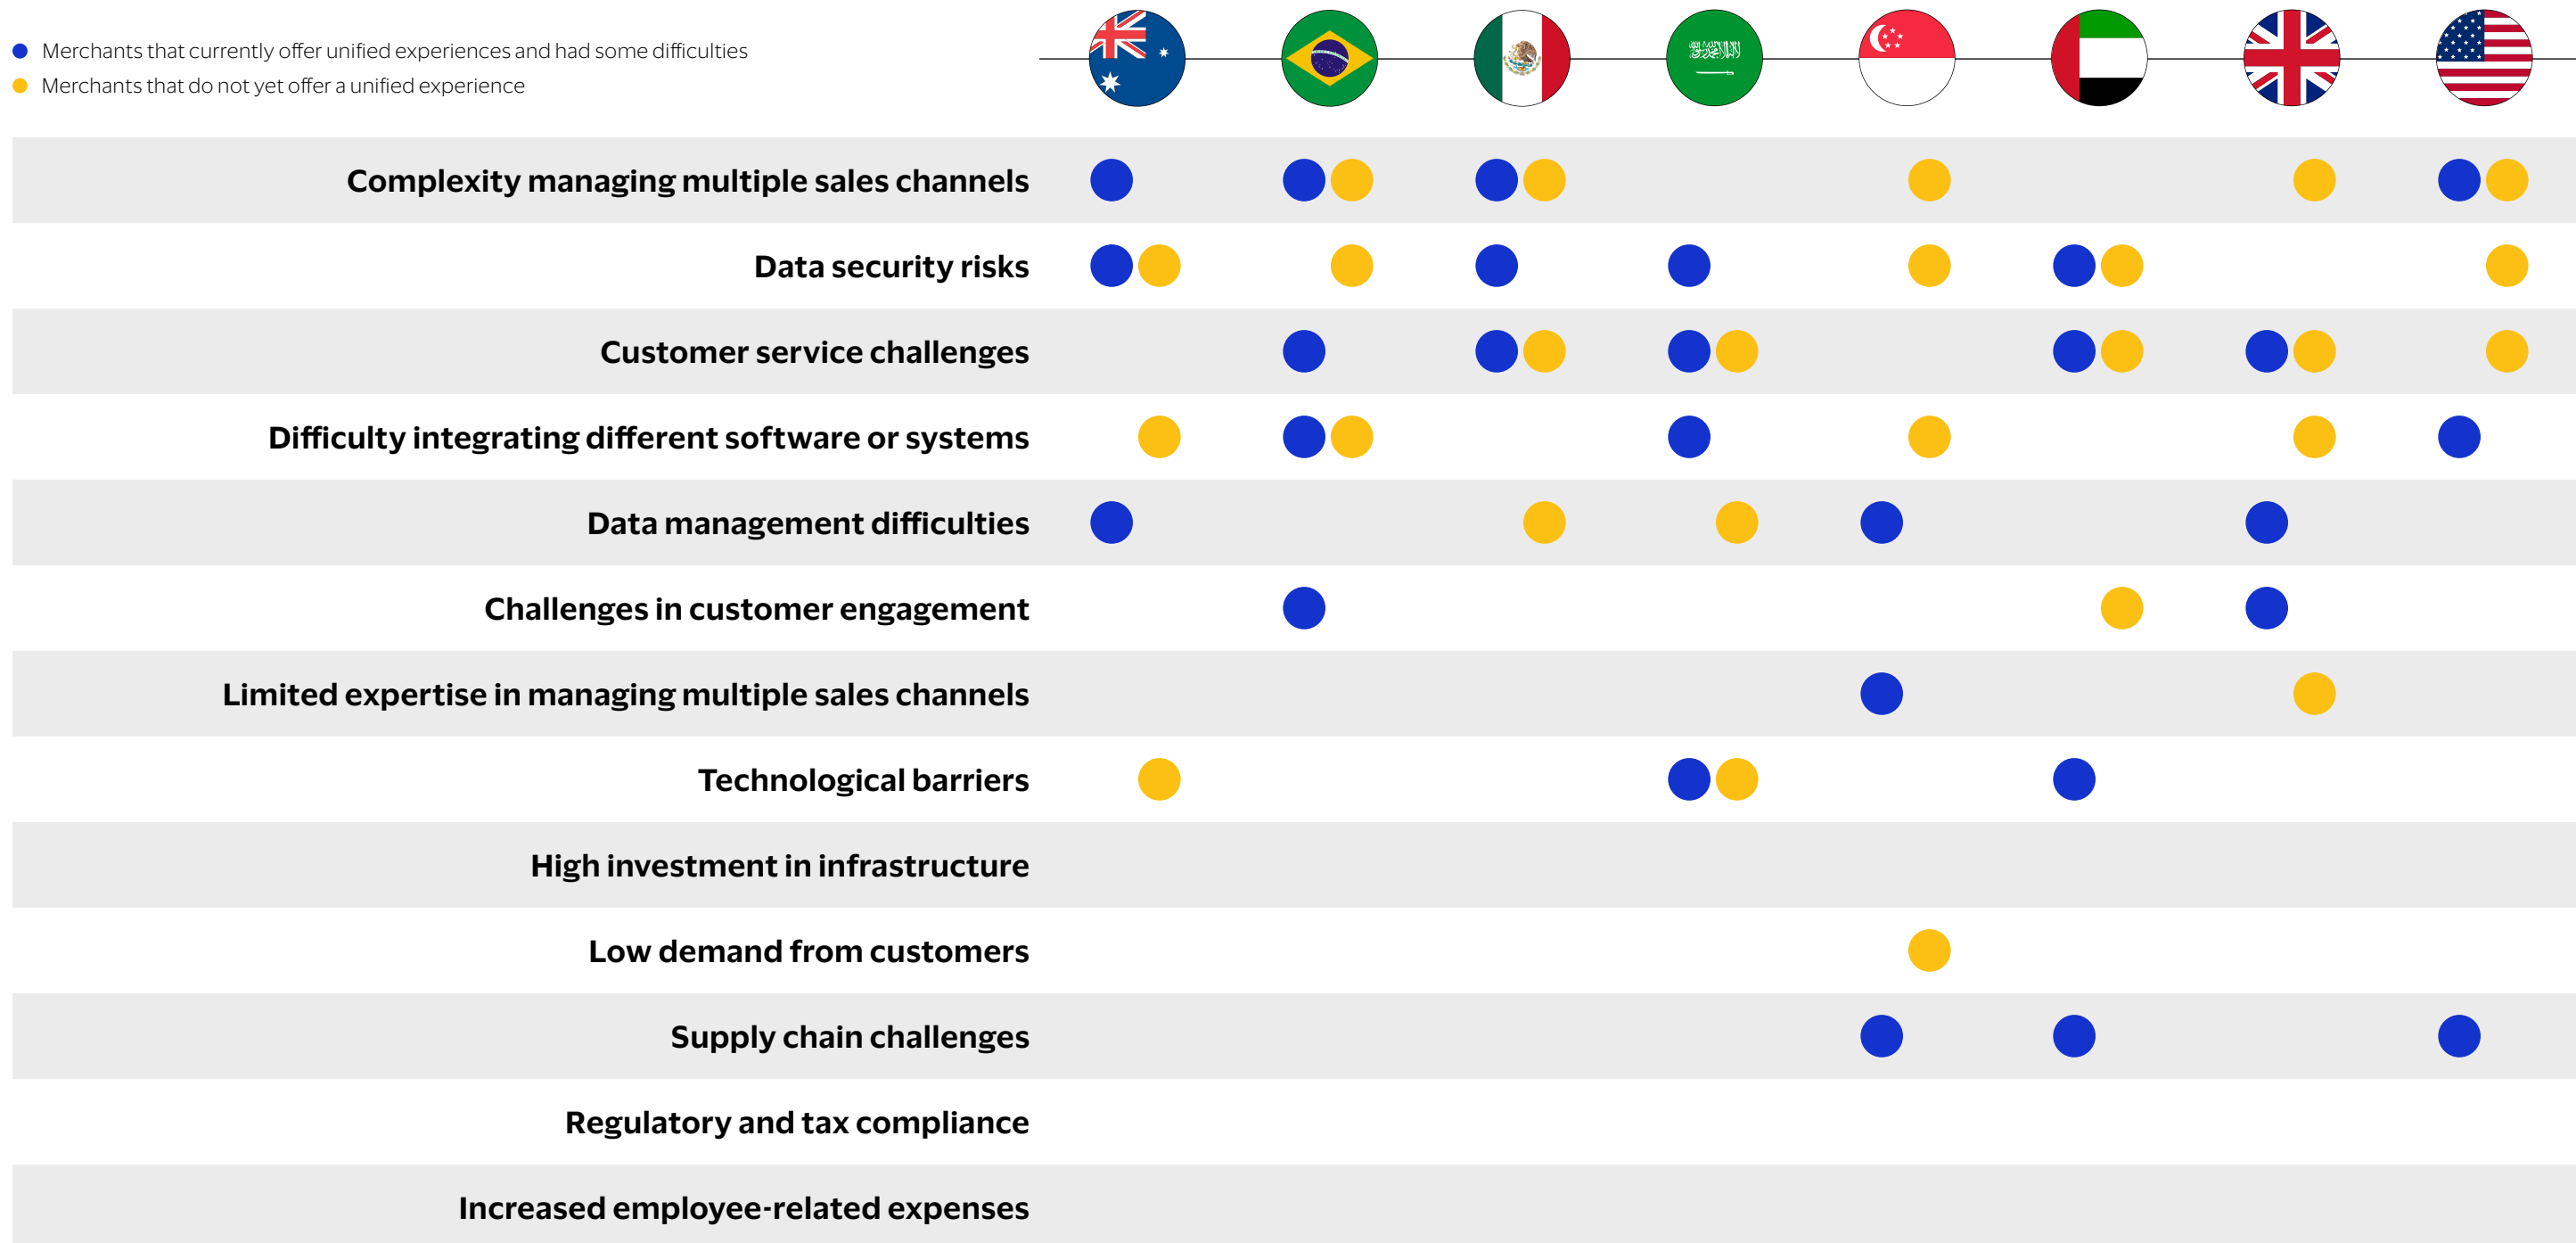 Merchants that currently offer unified experiences and had some difficulties
Merchants that do not yet offer a unified experience
Complexity managing multiple sales channels
Data security risks
Customer service challenges
Difficulty integrating different software or systems
Data management difficulties
Challenges in customer engagement
Limited expertise in managing multiple sales channels
Technological barriers
High investment in infrastructure
Low demand from customers
Supply chain challenges
Regulatory and tax compliance
Increased employee-related expenses